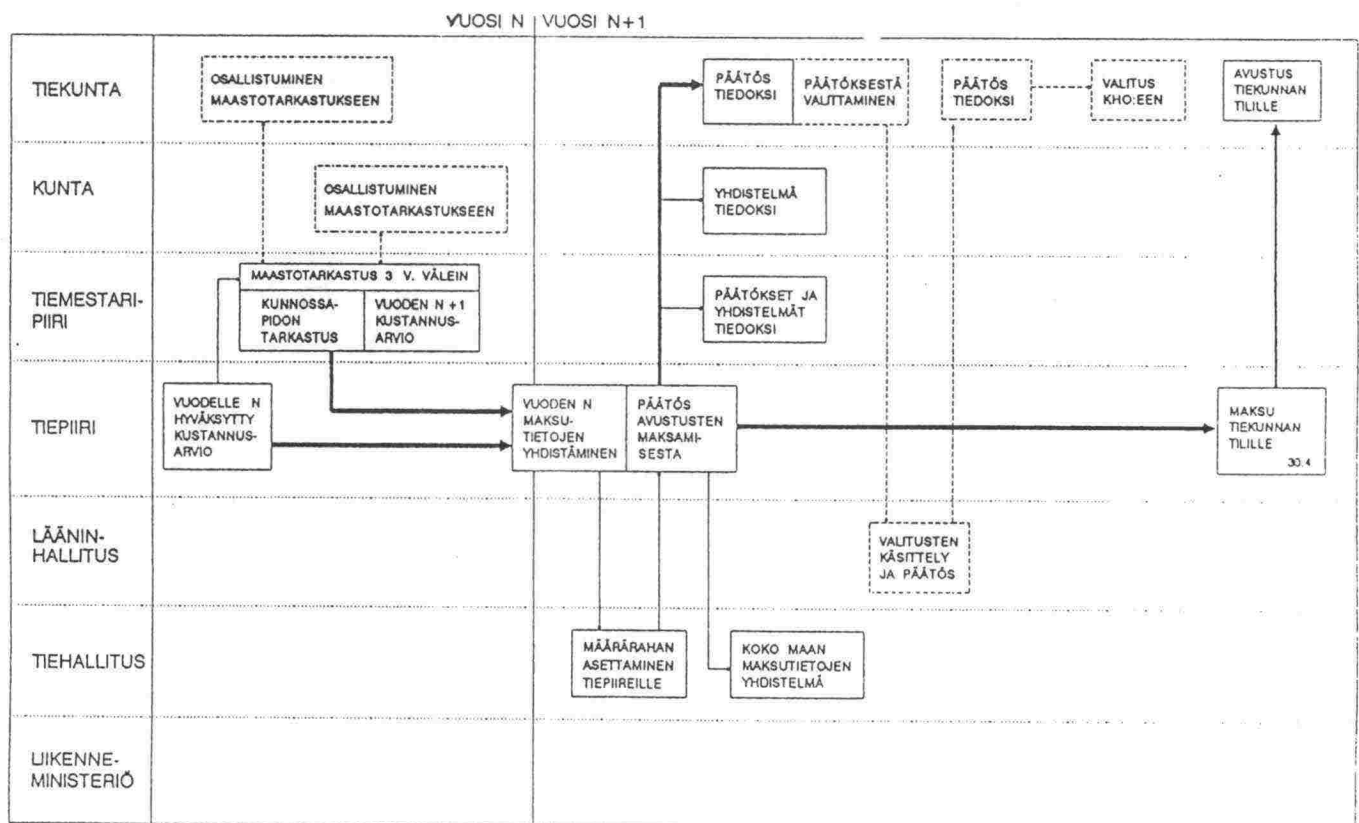 VUOSI N
VUOSI N+1
TIEKUNTA
OSALLISTUMINEN
MAASTOTARKASTUKSEEN
PÄÄTÖS
TIEDOKSI
PÄÄTÖKSESTÄ
VALITTAMINEN
PÄÄTÖS
TIEDOKSI
VALITUS
KHO:EEN
AVUSTUS
TIEKUNNAN
TILILLE
KUNTA
OSALLISTUMINEN
MAASTOTARKASTUKSEEN
YHDISTELMÄ
TIEDOKSI
TIEMESTARI-
PIIRI
MAASTOTARKASTUS 3 V. VÄLEIN
KUNNOSSA-
PIDON
TARKASTUS
VUODEN N+1
KUSTANNUS-
ARVIO
PÄÄTÖKSET JA
YHDISTELMÄT
TIEDOKSI
TIEPIIRI
VUODELLE N
HYVÄKSYTTY
KUSTANNUS-
ARVIO
VUODEN N
MAKSU-
TIETOJEN
YHDISTÄMINEN
PÄÄTÖS
AVUSTUSTEN
MAKSAMI-
SESTA
MAKSU
TIEKUNNAN
TILILLE
30.4
LÄÄNIN-
HALLITUS
VALITUSTEN
KÄSITTELY
JA PÄÄTÖS
TIEHALLITUS
MÄÄRÄRAHAN
ASETTAMINEN
TIEPIIREILLE
KOKO MAAN
MAKSUTIETOJEN
YHDISTELMÄ
LIIKENNE-
MINISTERIÖ